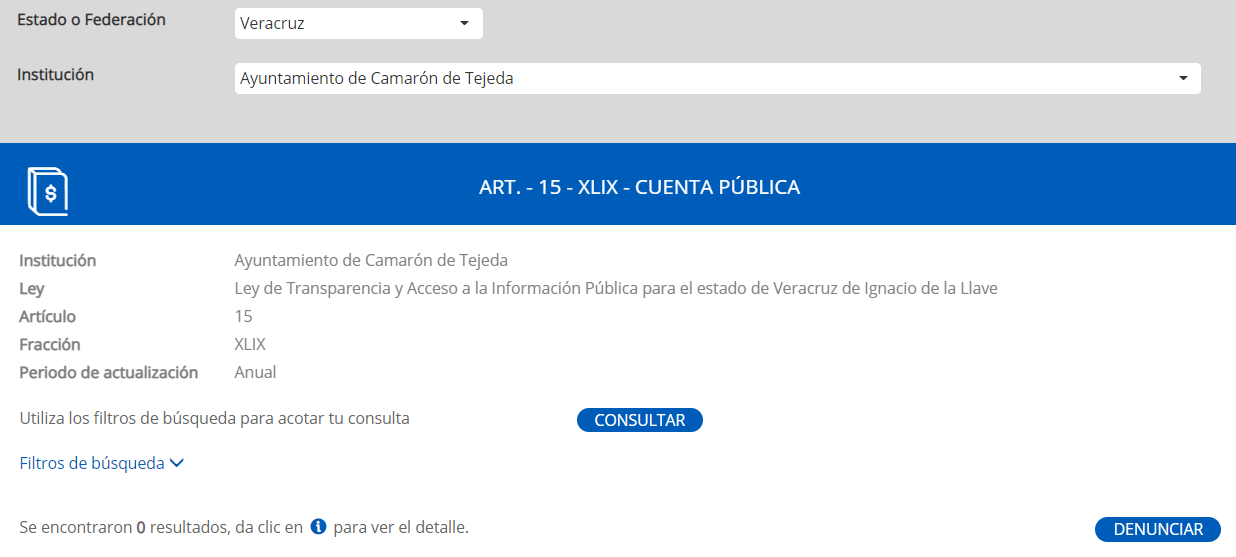 Estado o Federación Veracruz
Institución Ayuntamiento de Camarón de Tejeda
$
ART. - 15 - XLIX - CUENTA PÚBLICA
Institución Ayuntamiento de Camarón de Tejeda
Ley Ley de Transparencia y Acceso a la Información Pública para el estado de Veracruz de Ignacio de la Llave
Artículo 15
Fracción XLIX
Periodo de actualización Anual
Utiliza los filtros de búsqueda para acotar tu consulta CONSULTAR
Filtros de búsqueda
Se encontraron 0 resultados, da clic en i para ver el detalle. DENUNCIAR